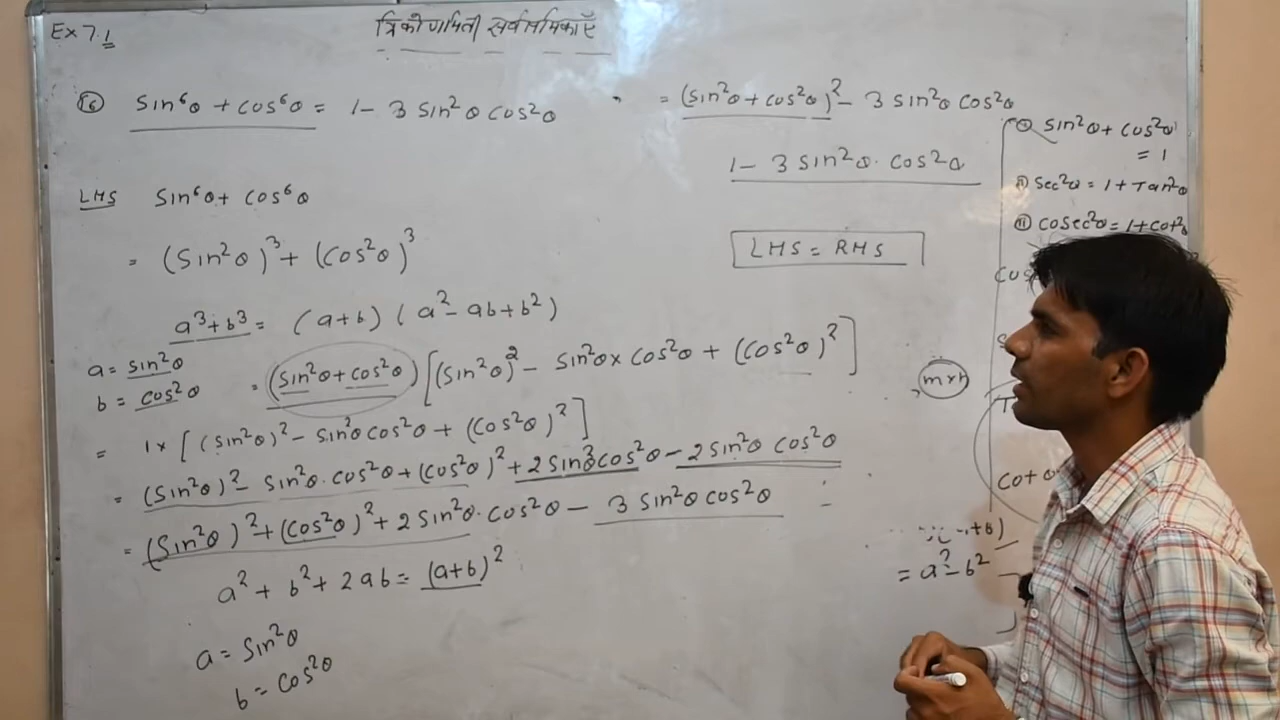 Ex 7.1
त्रिकोणमिती सर्वसमिकाएँ
(16) sin⁶θ + cos⁶θ = 1 - 3 sin²θ cos²θ
LHS sin⁶θ + cos⁶θ
= (sin²θ)³ + (cos²θ)³
a³+b³ = (a+b) (a²-ab+b²)
a = sin²θ
b = cos²θ
= (sin²θ+cos²θ) [(sin²θ)² - sin²θ x cos²θ + (cos²θ)²]
= 1x [(sin²θ)² - sin²θ cos²θ + (cos²θ)²]
= (sin²θ)² - sin²θ.cos²θ + (cos²θ)² + 2 sin²θ cos²θ - 2 sin²θ cos²θ
= (sin²θ)² + (cos²θ)² + 2 sin²θ.cos²θ - 3 sin²θ cos²θ
a² + b² + 2ab = (a+b)²
a = sin²θ
b = cos²θ
= (sin²θ + cos²θ)² - 3 sin²θ cos²θ
1 - 3 sin²θ.cos²θ
LHS = RHS
(i) sin²θ + cos²θ
= 1
(ii) sec²θ = 1 + Tan²θ
(iii) cosec²θ = 1 + cot²θ
mxn
cot θ
= a² - b²